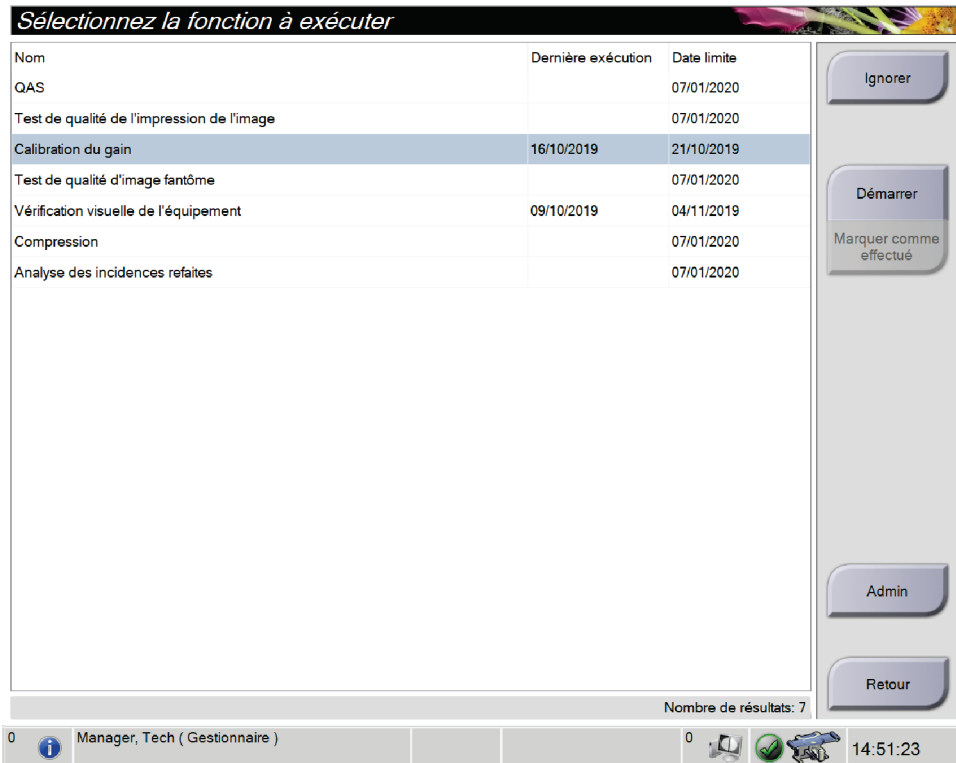 Sélectionnez la fonction à exécuter
Nom Dernière exécution Date limite
QAS 07/01/2020
Test de qualité de l'impression de l'image 07/01/2020
Calibration du gain 16/10/2019 21/10/2019
Test de qualité d'image fantôme 07/01/2020
Vérification visuelle de l'équipement 09/10/2019 04/11/2019
Compression 07/01/2020
Analyse des incidences refaites 07/01/2020
Nombre de résultats: 7
Ignorer
Démarrer
Marquer comme
effectué
Admin
Retour
0 Manager, Tech ( Gestionnaire ) 0 14:51:23